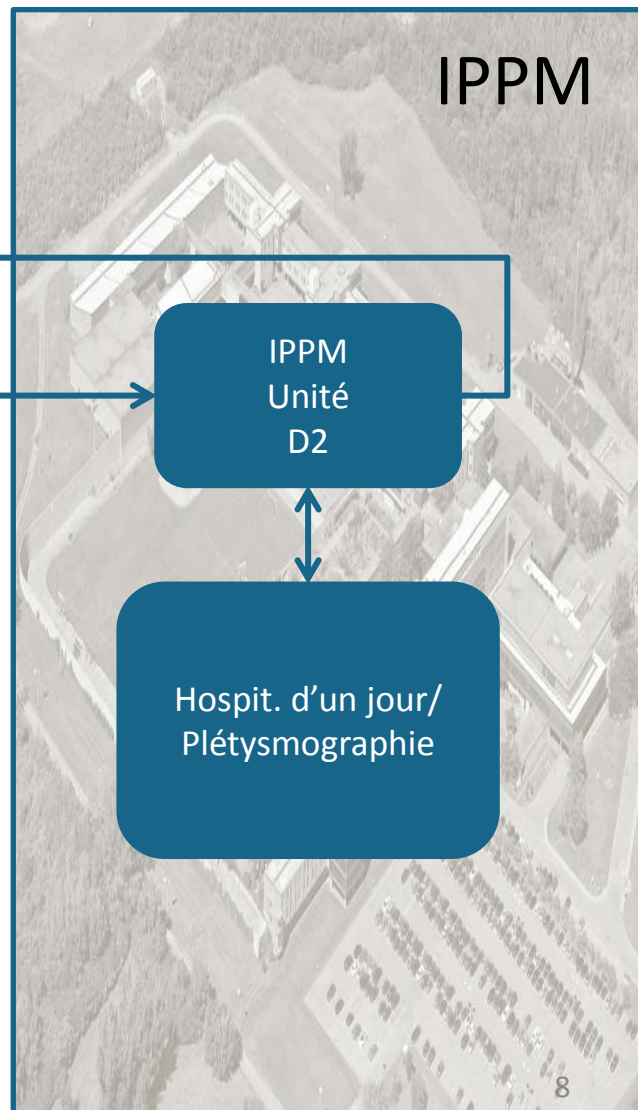 IPPM
IPPM
Unité
D2
Hospit. d’un jour/
Plétysmographie
8